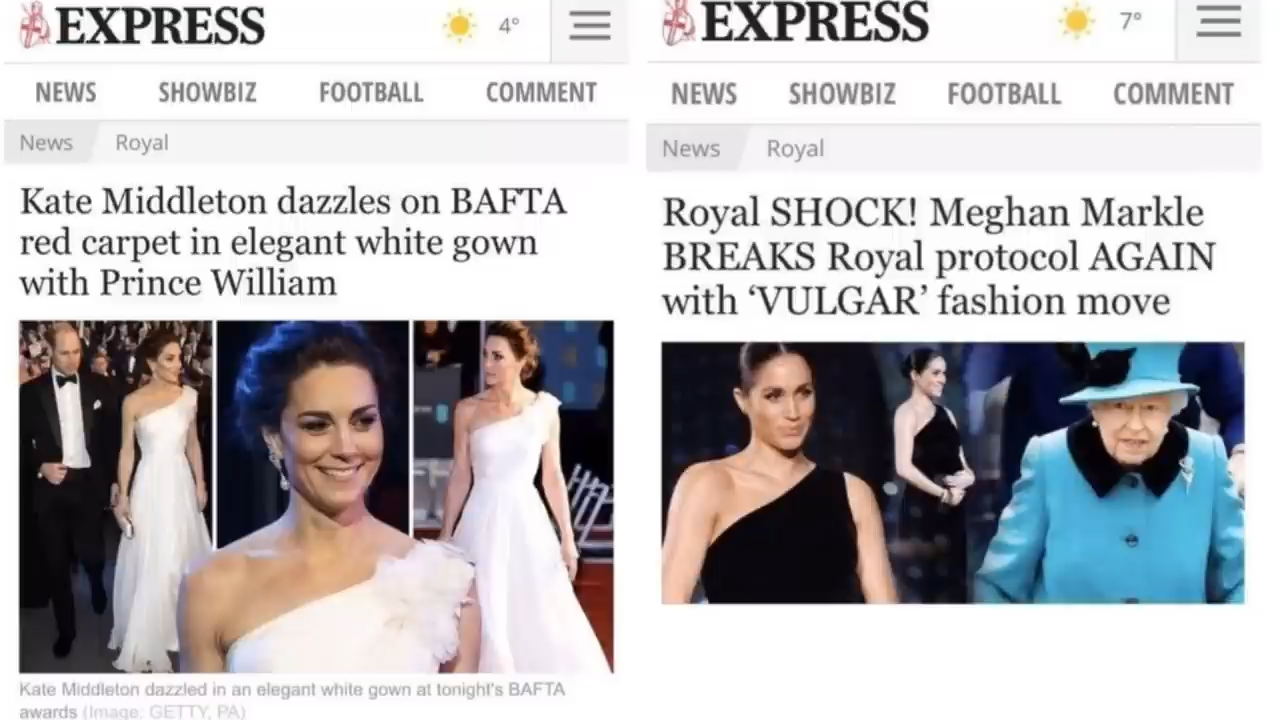 EXPRESS
4°
NEWS
SHOWBIZ
FOOTBALL
COMMENT
News
Royal
Kate Middleton dazzles on BAFTA
red carpet in elegant white gown
with Prince William
Kate Middleton dazzled in an elegant white gown at tonight's BAFTA
awards (Image: GETTY, PA)
EXPRESS
7°
NEWS
SHOWBIZ
FOOTBALL
COMMENT
News
Royal
Royal SHOCK! Meghan Markle
BREAKS Royal protocol AGAIN
with ‘VULGAR’ fashion move